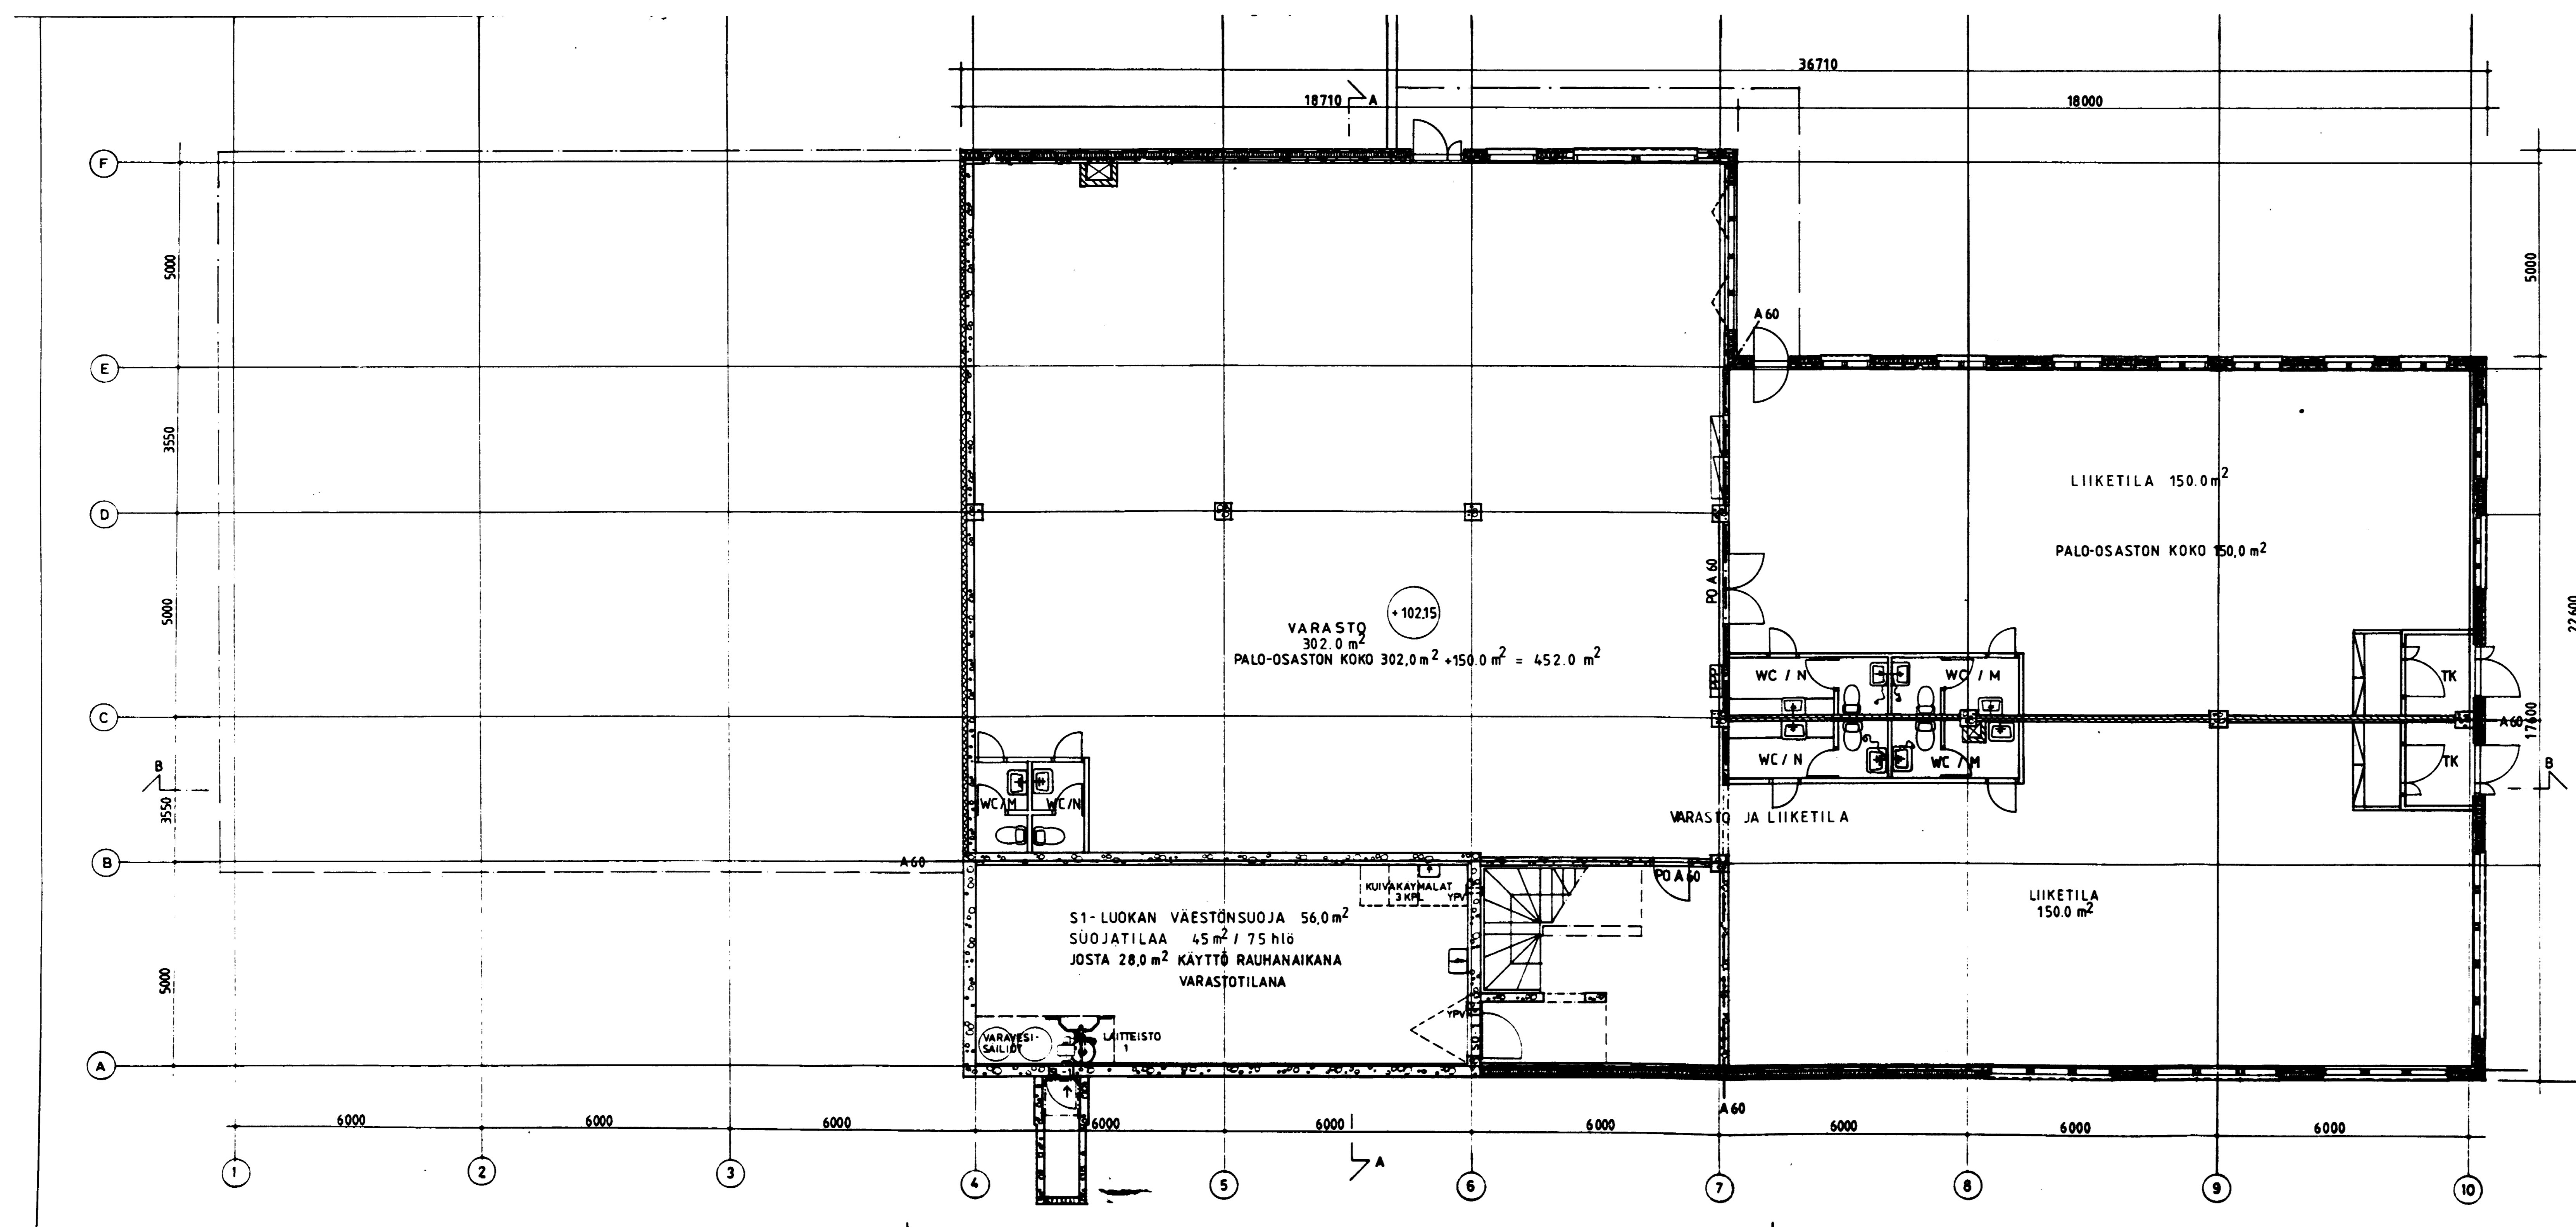 36710
18710
A
18000
F
5000
5000
A 60
E
3550
LIIKETILA 150.0 m²
D
PALO-OSASTON KOKO 150,0 m²
PO A 60
5000
+ 102,15
22600
VARASTO
302.0 m²
PALO-OSASTON KOKO 302,0 m² +150.0 m² = 452.0 m²
WC / N
WC / M
TK
C
A 60
17600
WC / N
WC / M
TK
B
B
3550
WC/M
WC/N
VARASTO JA LIIKETILA
B
A 60
PO A 60
KUIVAKÄYMALAT
3 KPL
YPV
LIIKETILA
150.0 m²
S1-LUOKAN VÄESTÖNSUOJA 56,0 m²
SUOJATILAA 45 m² / 75 hlö
JOSTA 28,0 m² KÄYTTÖ RAUHANAIKANA
VARASTOTILANA
5000
YPV
SO-1
VARAVESI-
SÄILIÖT
LAITTEISTO
1
A
A 60
6000
6000
6000
6000
6000
6000
6000
6000
6000
A
1
2
3
4
5
6
7
8
9
10